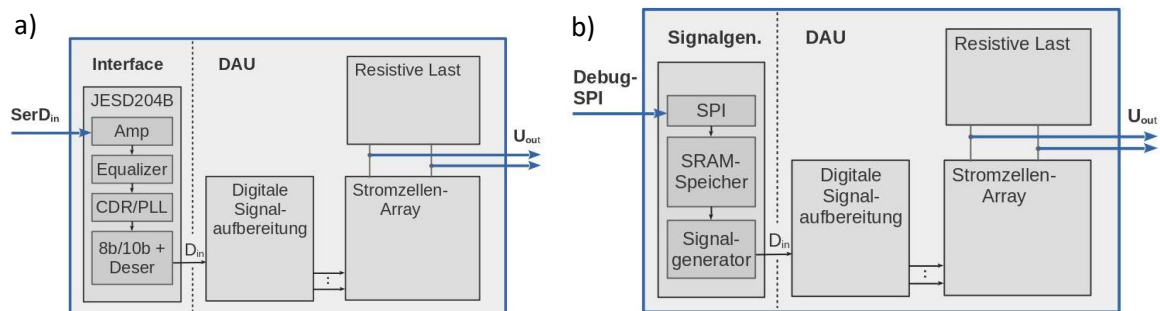 a)
Interface
DAU
JESD204B
SerDin
Amp
Equalizer
CDR/PLL
8b/10b +
Deser
Din
Digitale
Signal-
aufbereitung
Resistive Last
Uout
Stromzellen-
Array
b)
Signalgen.
DAU
Debug-
SPI
SPI
SRAM-
Speicher
Signal-
generator
Din
Digitale
Signal-
aufbereitung
Resistive Last
Uout
Stromzellen-
Array